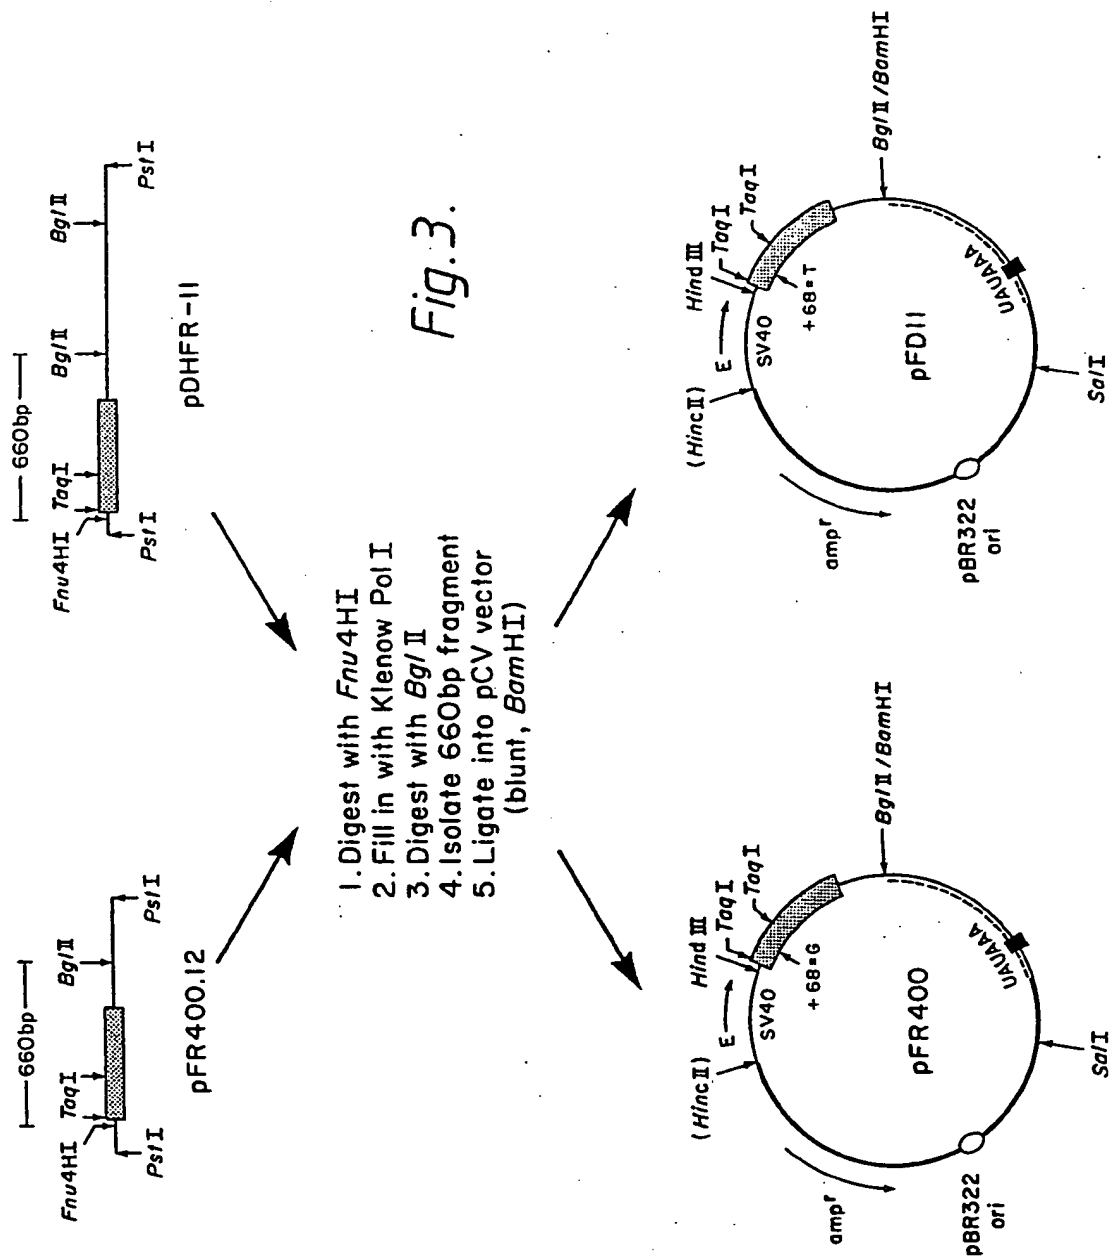 660bp
Fnu4HI
TaqI
BglII
PstI
PstI
pFR400.12
660bp
Fnu4HI
TaqI
BglII
BglII
PstI
PstI
pDHFR-II
1. Digest with Fnu4HI
2. Fill in with Klenow Pol I
3. Digest with Bgl II
4. Isolate 660bp fragment
5. Ligate into pCV vector
(blunt, BamHI)
Fig.3.
(HincII)
E
HindIII
TaqI
TaqI
SV40
+68=G
BglII/BamHI
pFR400
UAUAAA
amp^r
pBR322
ori
SalI
(HincII)
E
HindIII
TaqI
TaqI
SV40
+68=T
BglII/BamHI
pFD11
UAUAAA
amp^r
pBR322
ori
SalI